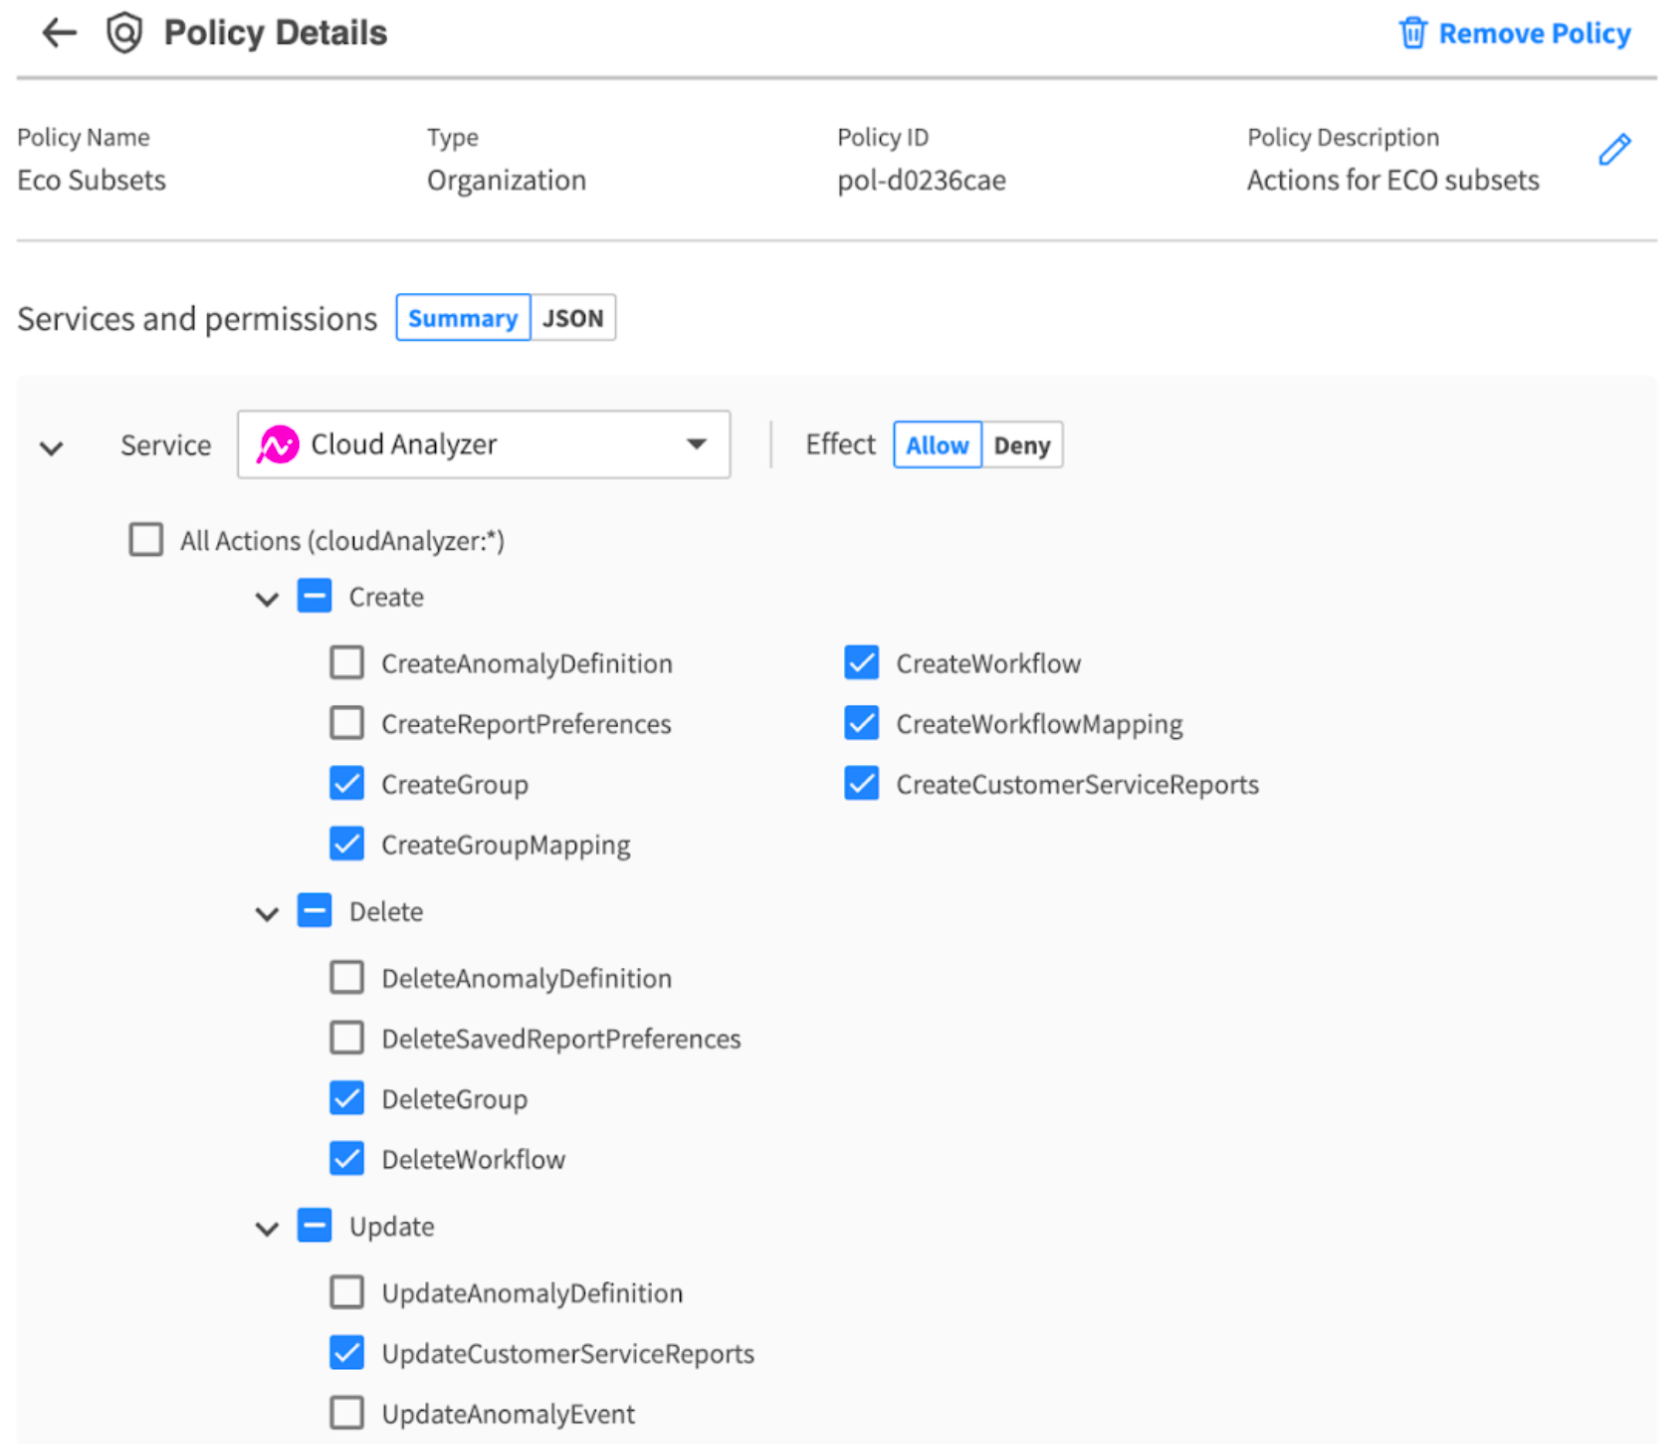 Policy Details
Remove Policy
Policy Name Type Policy ID Policy Description
Eco Subsets Organization pol-d0236cae Actions for ECO subsets
Services and permissions Summary JSON
Service Cloud Analyzer Effect Allow Deny
All Actions (cloudAnalyzer:*)
Create
CreateAnomalyDefinition CreateWorkflow
CreateReportPreferences CreateWorkflowMapping
CreateGroup CreateCustomerServiceReports
CreateGroupMapping
Delete
DeleteAnomalyDefinition
DeleteSavedReportPreferences
DeleteGroup
DeleteWorkflow
Update
UpdateAnomalyDefinition
UpdateCustomerServiceReports
UpdateAnomalyEvent